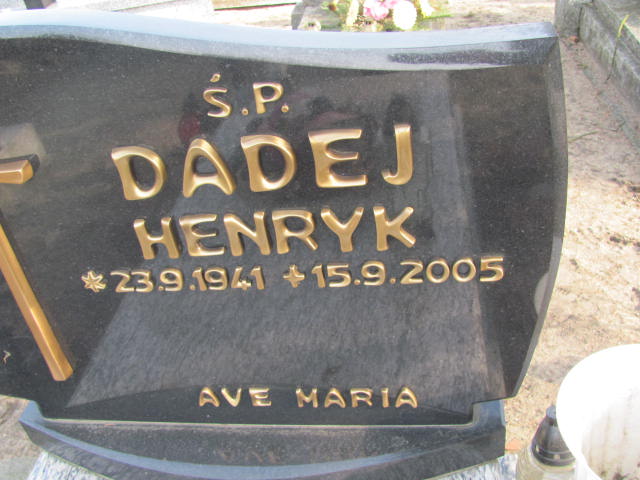 Ś.P.
DADEJ
HENRYK
* 23.9.1941 + 15.9.2005
AVE MARIA